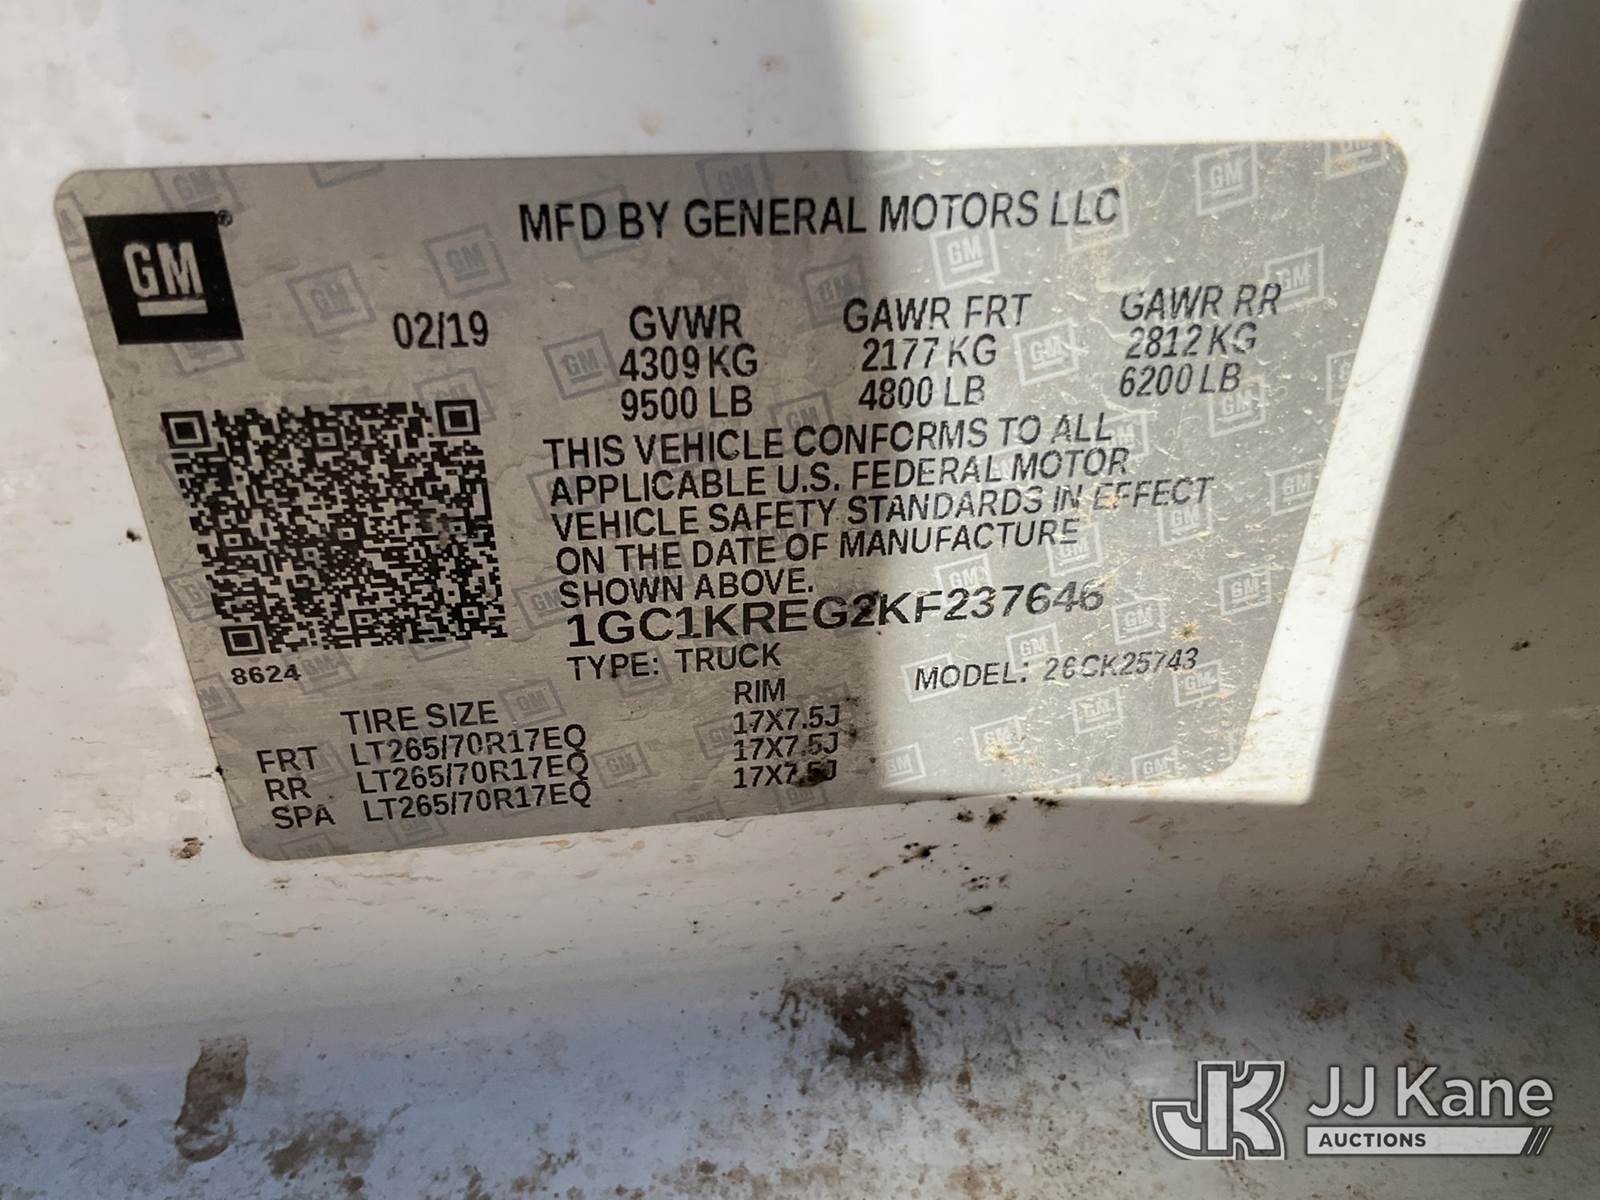 GM®
MFD BY GENERAL MOTORS LLC
02/19
GVWR GAWR FRT GAWR RR
4309 KG 2177 KG 2812 KG
9500 LB 4800 LB 6200 LB
THIS VEHICLE CONFORMS TO ALL
APPLICABLE U.S. FEDERAL MOTOR
VEHICLE SAFETY STANDARDS IN EFFECT
ON THE DATE OF MANUFACTURE
SHOWN ABOVE.
1GC1KREG2KF237646
8624
TYPE: TRUCK MODEL: 26CK25743
TIRE SIZE RIM
FRT LT265/70R17EQ 17X7.5J
RR LT265/70R17EQ 17X7.5J
SPA LT265/70R17EQ 17X7.5J
JK JJ Kane
AUCTIONS